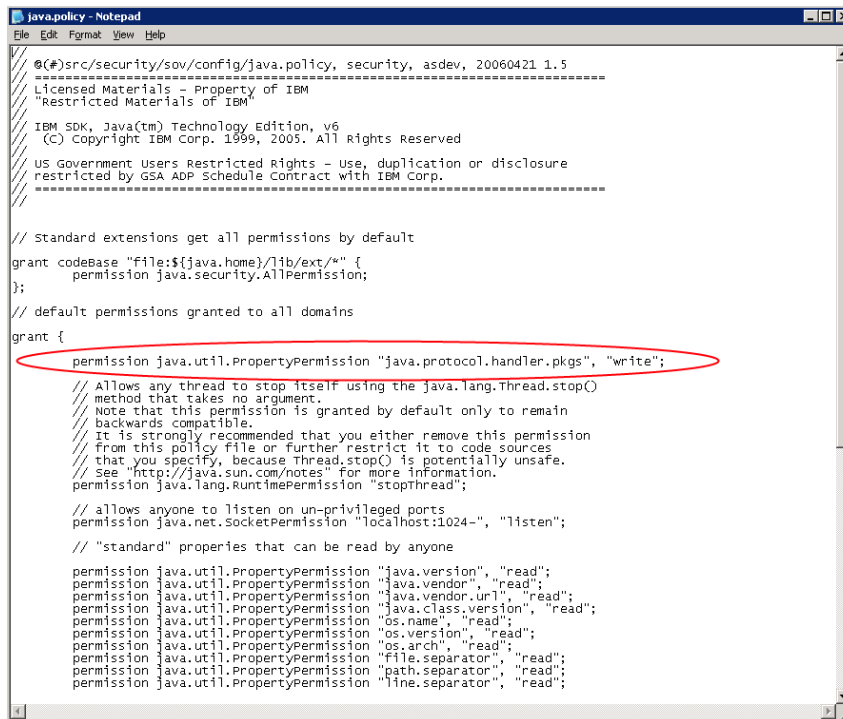 java.policy - Notepad
File Edit Format View Help
//
// @(#)src/security/sov/config/java.policy, security, asdev, 20060421 1.5
// ===========================================================================
// Licensed Materials - Property of IBM
// "Restricted Materials of IBM"
//
// IBM SDK, Java(tm) Technology Edition, v6
// (C) Copyright IBM Corp. 1999, 2005. All Rights Reserved
//
// US Government Users Restricted Rights - Use, duplication or disclosure
// restricted by GSA ADP Schedule Contract with IBM Corp.
// ===========================================================================
//
// Standard extensions get all permissions by default
grant codeBase "file:${java.home}/lib/ext/*" {
permission java.security.AllPermission;
};
// default permissions granted to all domains
grant {
permission java.util.PropertyPermission "java.protocol.handler.pkgs", "write";
// Allows any thread to stop itself using the java.lang.Thread.stop()
// method that takes no argument.
// Note that this permission is granted by default only to remain
// backwards compatible.
// It is strongly recommended that you either remove this permission
// from this policy file or further restrict it to code sources
// that you specify, because Thread.stop() is potentially unsafe.
// See "http://java.sun.com/notes" for more information.
permission java.lang.RuntimePermission "stopThread";
// allows anyone to listen on un-privileged ports
permission java.net.SocketPermission "localhost:1024-", "listen";
// "standard" properies that can be read by anyone
permission java.util.PropertyPermission "java.version", "read";
permission java.util.PropertyPermission "java.vendor", "read";
permission java.util.PropertyPermission "java.vendor.url", "read";
permission java.util.PropertyPermission "java.class.version", "read";
permission java.util.PropertyPermission "os.name", "read";
permission java.util.PropertyPermission "os.version", "read";
permission java.util.PropertyPermission "os.arch", "read";
permission java.util.PropertyPermission "file.separator", "read";
permission java.util.PropertyPermission "path.separator", "read";
permission java.util.PropertyPermission "line.separator", "read";